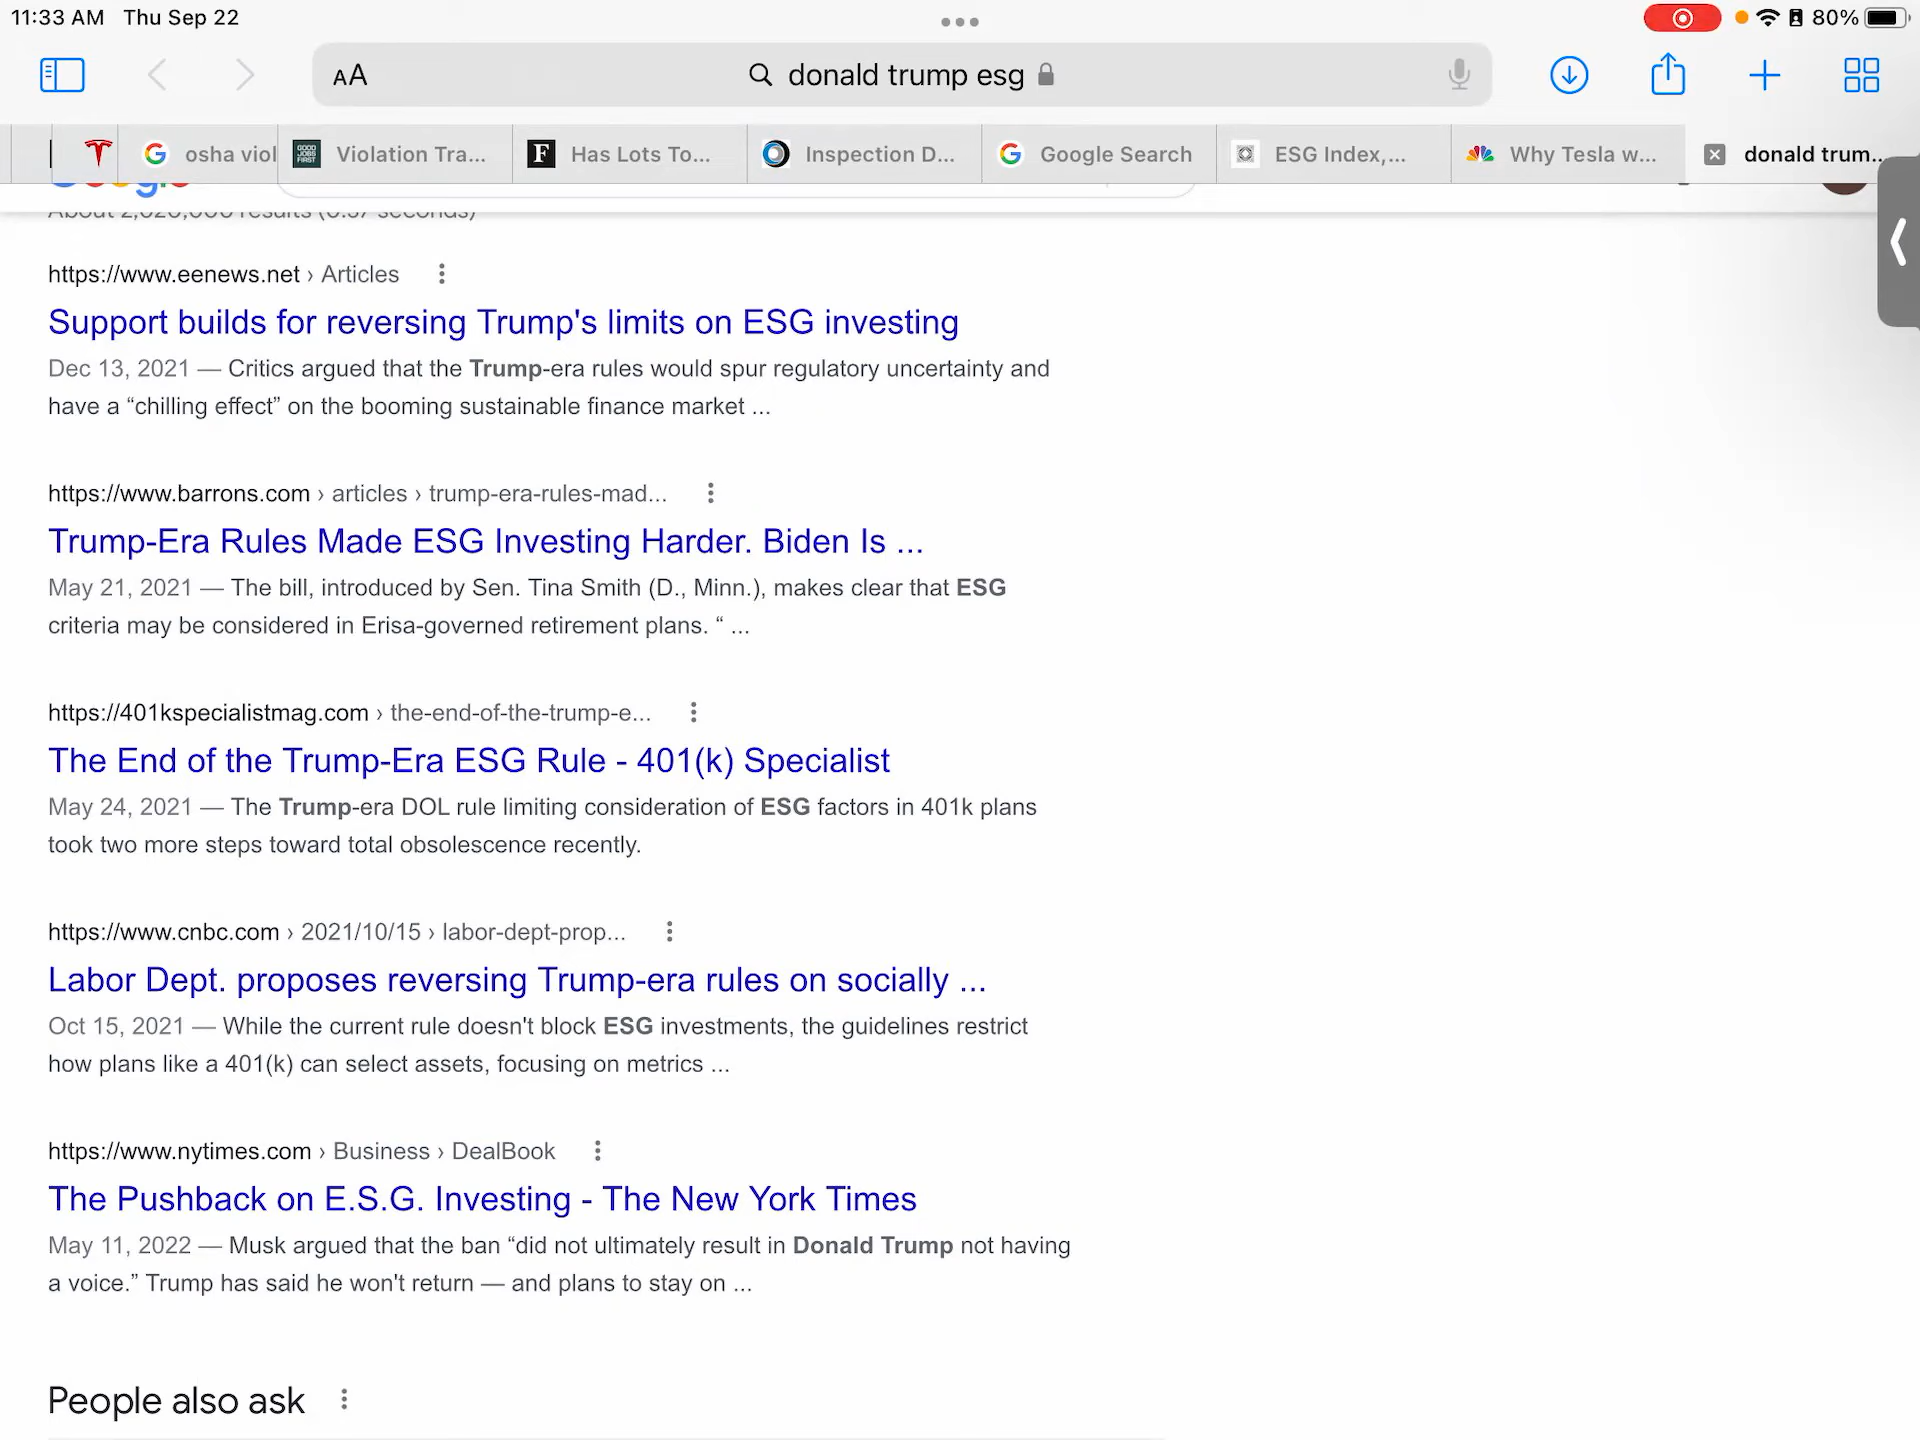 11:33 AM Thu Sep 22
80%
AA donald trump esg
osha viol Violation Tra... Has Lots To... Inspection D... Google Search ESG Index,... Why Tesla w... donald trum...
https://www.eenews.net › Articles
Support builds for reversing Trump's limits on ESG investing
Dec 13, 2021 — Critics argued that the Trump-era rules would spur regulatory uncertainty and
have a “chilling effect” on the booming sustainable finance market ...
https://www.barrons.com › articles › trump-era-rules-mad...
Trump-Era Rules Made ESG Investing Harder. Biden Is ...
May 21, 2021 — The bill, introduced by Sen. Tina Smith (D., Minn.), makes clear that ESG
criteria may be considered in Erisa-governed retirement plans. “ ...
https://401kspecialistmag.com › the-end-of-the-trump-e...
The End of the Trump-Era ESG Rule - 401(k) Specialist
May 24, 2021 — The Trump-era DOL rule limiting consideration of ESG factors in 401k plans
took two more steps toward total obsolescence recently.
https://www.cnbc.com › 2021/10/15 › labor-dept-prop...
Labor Dept. proposes reversing Trump-era rules on socially ...
Oct 15, 2021 — While the current rule doesn't block ESG investments, the guidelines restrict
how plans like a 401(k) can select assets, focusing on metrics ...
https://www.nytimes.com › Business › DealBook
The Pushback on E.S.G. Investing - The New York Times
May 11, 2022 — Musk argued that the ban “did not ultimately result in Donald Trump not having
a voice.” Trump has said he won't return — and plans to stay on ...
People also ask